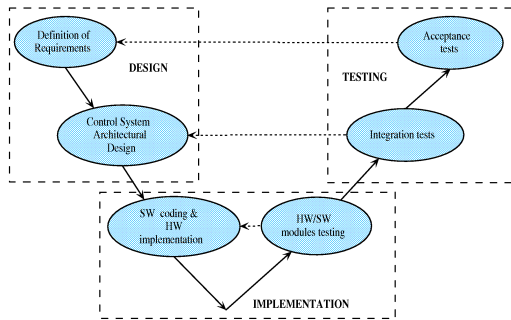 Definition of
Requirements
DESIGN
Control System
Architectural
Design
SW coding &
HW
implementation
HW/SW
modules testing
IMPLEMENTATION
Integration tests
TESTING
Acceptance
tests